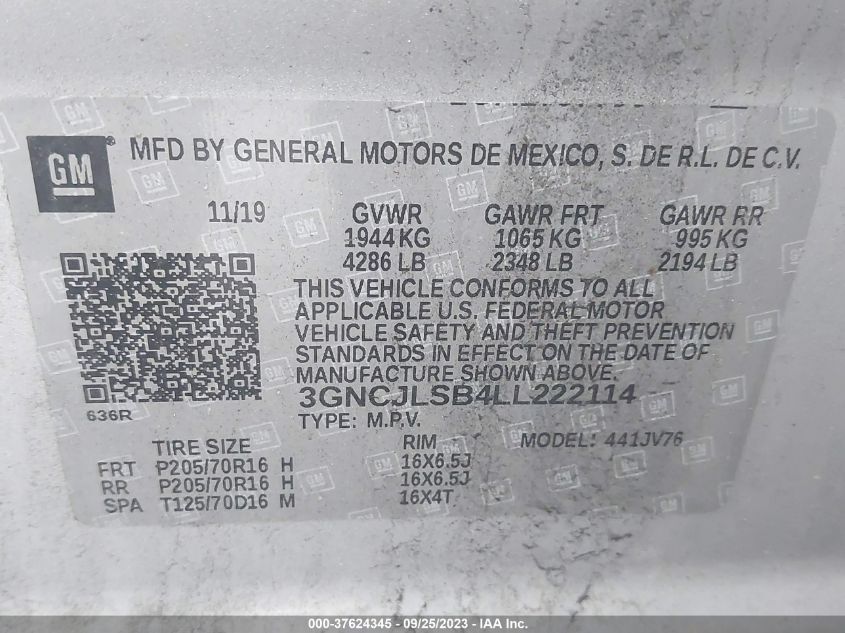 GM
MFD BY GENERAL MOTORS DE MEXICO, S. DE R.L. DE C.V.
11/19 GVWR GAWR FRT GAWR RR
1944 KG 1065 KG 995 KG
4286 LB 2348 LB 2194 LB
THIS VEHICLE CONFORMS TO ALL
APPLICABLE U.S. FEDERAL MOTOR
VEHICLE SAFETY AND THEFT PREVENTION
STANDARDS IN EFFECT ON THE DATE OF
MANUFACTURE SHOWN ABOVE.
636R
3GNCJLSB4LL222114
TYPE: M.P.V.
TIRE SIZE RIM MODEL: 441JV76
FRT P205/70R16 H 16X6.5J
RR P205/70R16 H 16X6.5J
SPA T125/70D16 M 16X4T
000-37624345 - 09/25/2023 - IAA Inc.